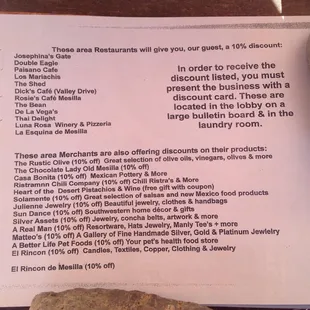 These area Restaurants will give you, our guest, a 10% discount:
Josephina's Gate
Double Eagle
Paisano Cafe
Los Mariachis
The Shed
Dick's Café (Valley Drive)
Rosie's Café Mesilla
The Bean
De La Vega's
Thai Delight
Luna Rosa Winery & Pizzeria
La Esquina de Mesilla
In order to receive the
discount listed, you must
present the business with a
discount card. These are
located in the lobby on a
large bulletin board & in the
laundry room.
These area Merchants are also offering discounts on their products:
The Rustic Olive (10% off) Great selection of olive oils, vinegars, olives & more
The Chocolate Lady Old Mesilla (10% off)
Casa Bonita (10% off) Mexican Pottery & More
Riatramnn Chili Company (10% off) Chili Ristra's & More
Heart of the Desert Pistachios & Wine (free gift with coupon)
Solamente (10% off) Great selection of salsas and new Mexico food products
Julienne Jewelry (10% off) Beautiful jewelry, clothes & handbags
Sun Dance (10% off) Southwestern home décor & gifts
Silver Assets (10% off) Jewelry, concha belts, artwork & more
A Real Man (10% off) Resortware, Hats, Jewelry, Manly Tee's + more
Matteo's (10% off) A Gallery of Fine Handmade Silver, Gold & Platinum Jewelry
A Better Life Pet Foods (10 % off) Your pet's health food store
El Rincon (10 % off) Candles, Textiles, Copper, Clothing & Jewelry
El Rincon de Mesilla (10% off)